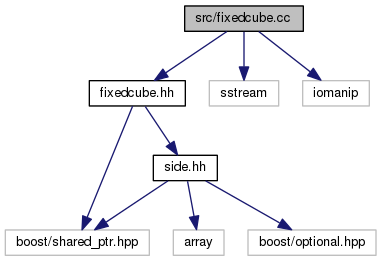 src/fixedcube.cc
fixedcube.hh
sstream
iomanip
side.hh
boost/shared_ptr.hpp
array
boost/optional.hpp